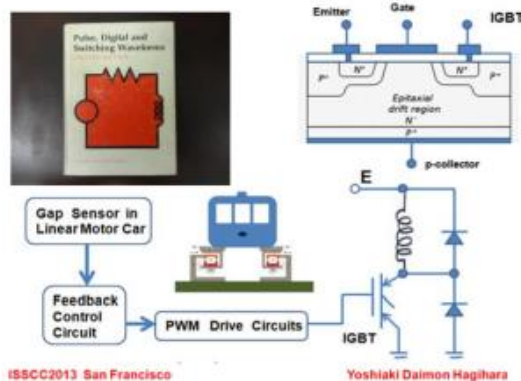 Pulse, Digital and
Switching Waveforms
Emitter
Gate
IGBT
P+
N+
N+
P+
Epitaxial
drift region
N-
P+
p-collector
E
Gap Sensor in
Linear Motor Car
Feedback
Control
Circuit
PWM Drive Circuits
IGBT
ISSCC2013 San Francisco
Yoshiaki Daimon Hagihara